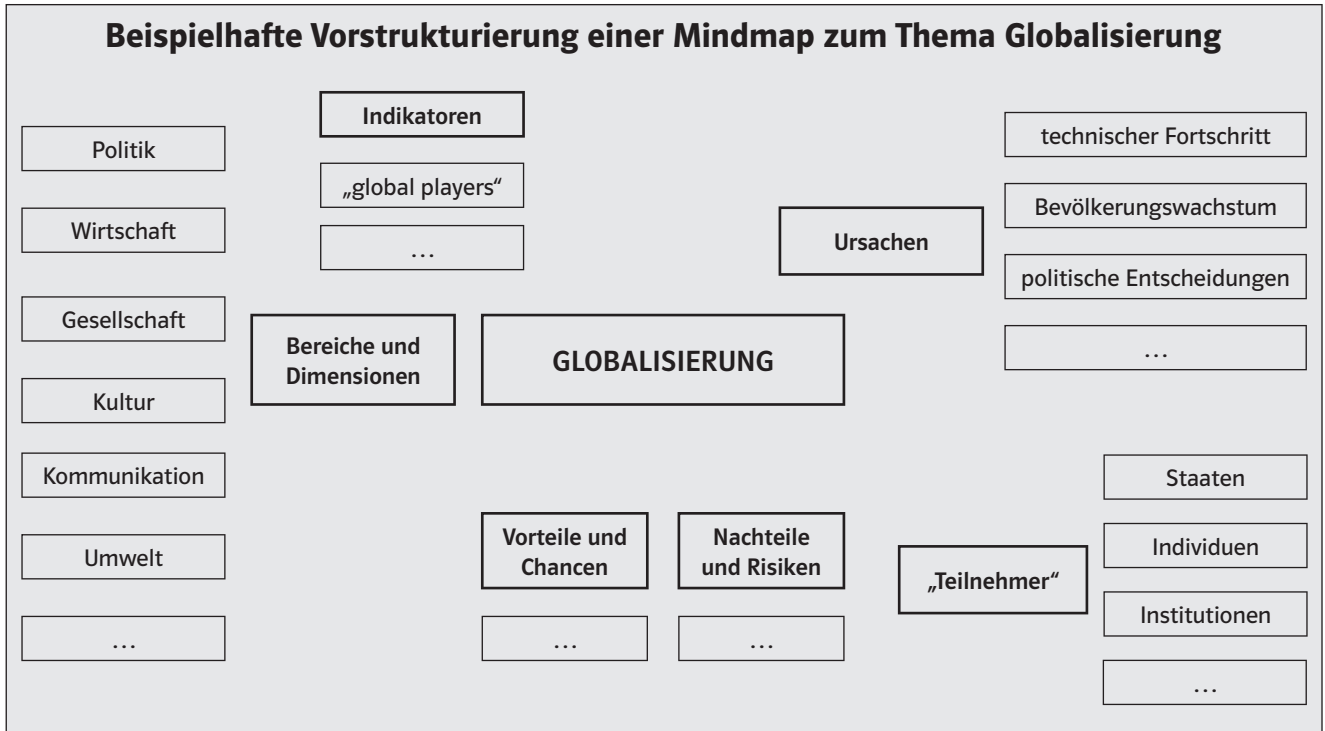 Beispielhafte Vorstrukturierung einer Mindmap zum Thema Globalisierung
Indikatoren
„global players“
…
Politik
Wirtschaft
Gesellschaft
Kultur
Kommunikation
Umwelt
…
Bereiche und
Dimensionen
GLOBALISIERUNG
Ursachen
technischer Fortschritt
Bevölkerungswachstum
politische Entscheidungen
…
Vorteile und
Chancen
…
Nachteile
und Risiken
…
„Teilnehmer“
Staaten
Individuen
Institutionen
…